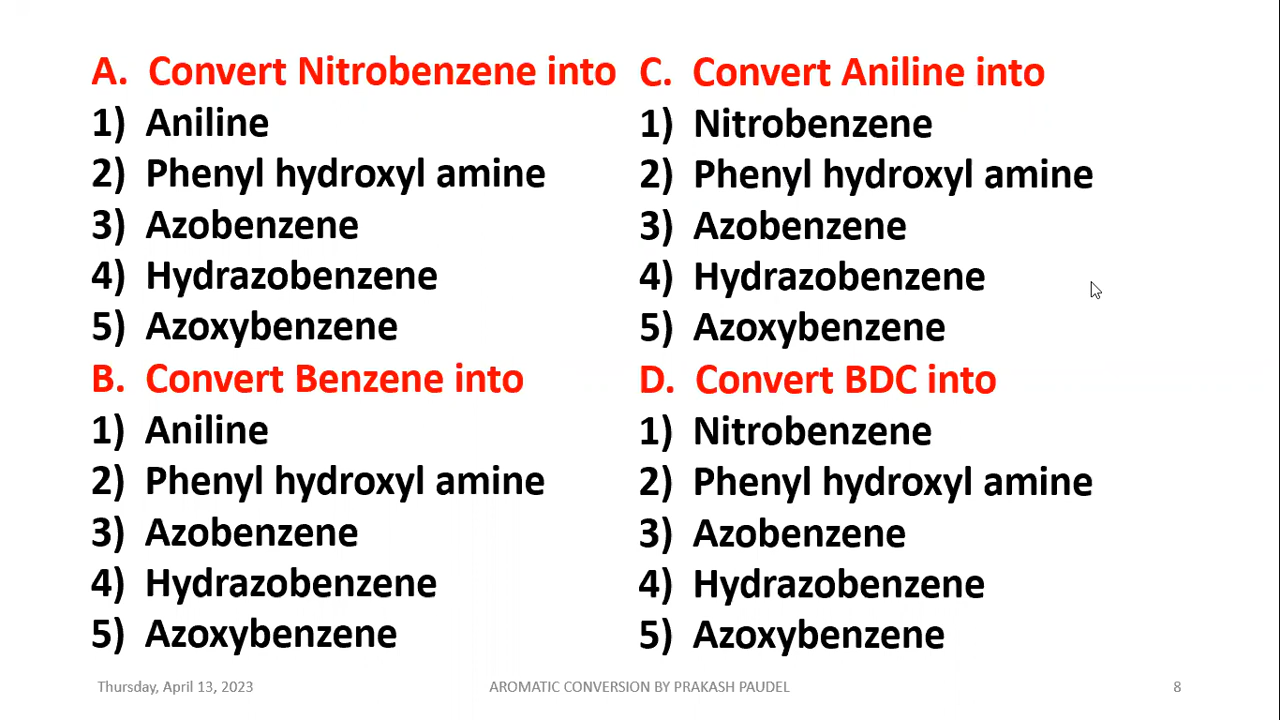 A. Convert Nitrobenzene into
1) Aniline
2) Phenyl hydroxyl amine
3) Azobenzene
4) Hydrazobenzene
5) Azoxybenzene
B. Convert Benzene into
1) Aniline
2) Phenyl hydroxyl amine
3) Azobenzene
4) Hydrazobenzene
5) Azoxybenzene
C. Convert Aniline into
1) Nitrobenzene
2) Phenyl hydroxyl amine
3) Azobenzene
4) Hydrazobenzene
5) Azoxybenzene
D. Convert BDC into
1) Nitrobenzene
2) Phenyl hydroxyl amine
3) Azobenzene
4) Hydrazobenzene
5) Azoxybenzene
Thursday, April 13, 2023
AROMATIC CONVERSION BY PRAKASH PAUDEL
8